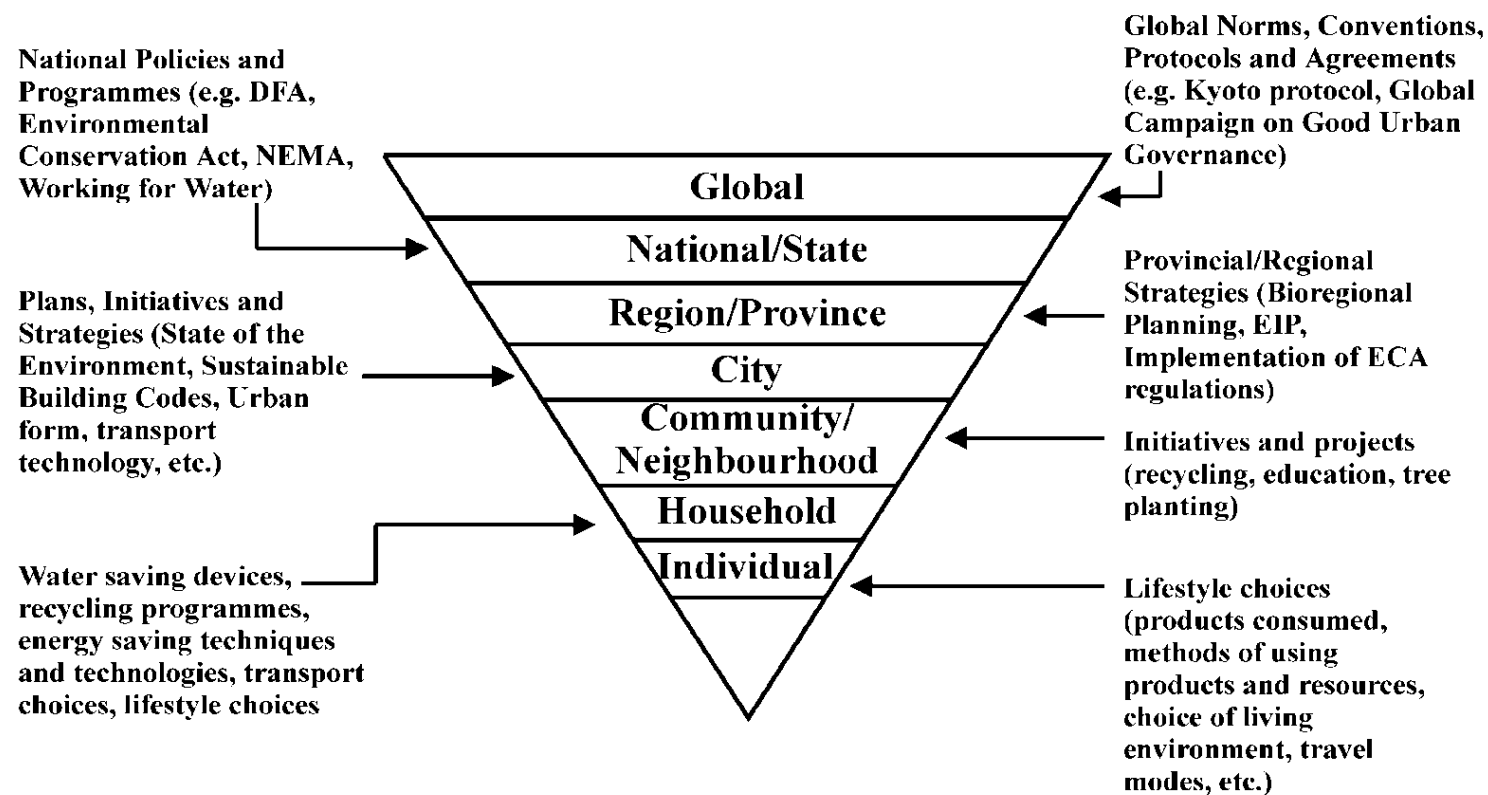 National Policies and
Programmes (e.g. DFA,
Environmental
Conservation Act, NEMA,
Working for Water)
Global Norms, Conventions,
Protocols and Agreements
(e.g. Kyoto protocol, Global
Campaign on Good Urban
Governance)
Global
National/State
Region/Province
City
Community/
Neighbourhood
Household
Individual
Plans, Initiatives and
Strategies (State of the
Environment, Sustainable
Building Codes, Urban
form, transport
technology, etc.)
Provincial/Regional
Strategies (Bioregional
Planning, EIP,
Implementation of ECA
regulations)
Initiatives and projects
(recycling, education, tree
planting)
Water saving devices,
recycling programmes,
energy saving techniques
and technologies, transport
choices, lifestyle choices
Lifestyle choices
(products consumed,
methods of using
products and resources,
choice of living
environment, travel
modes, etc.)